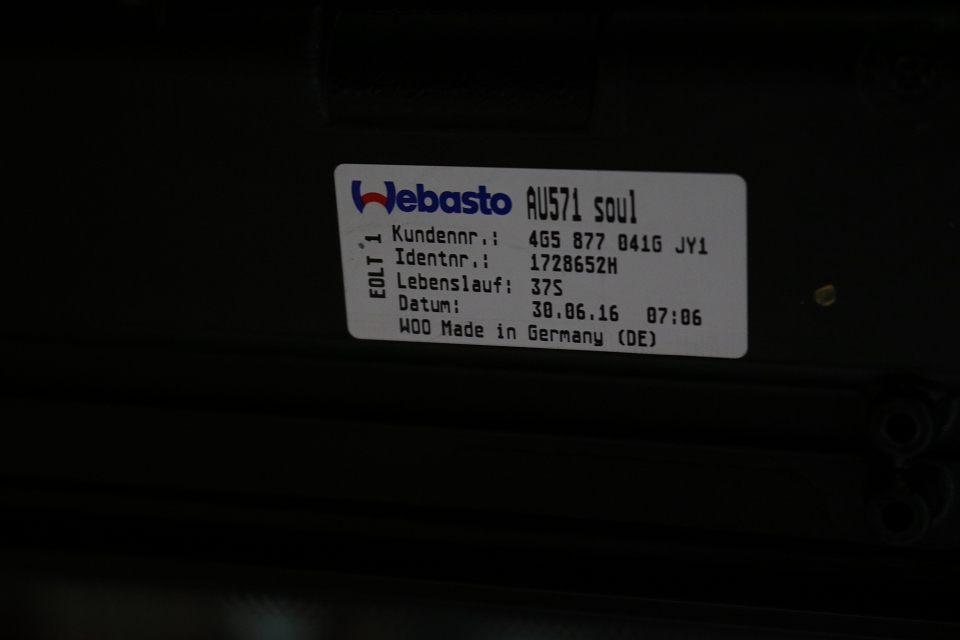 Webasto AU571 soul
EOLT 1
Kundennr.: 4G5 877 041G JY1
Identnr.: 1728652H
Lebenslauf: 37S
Datum: 30.06.16 07:06
WOO Made in Germany (DE)